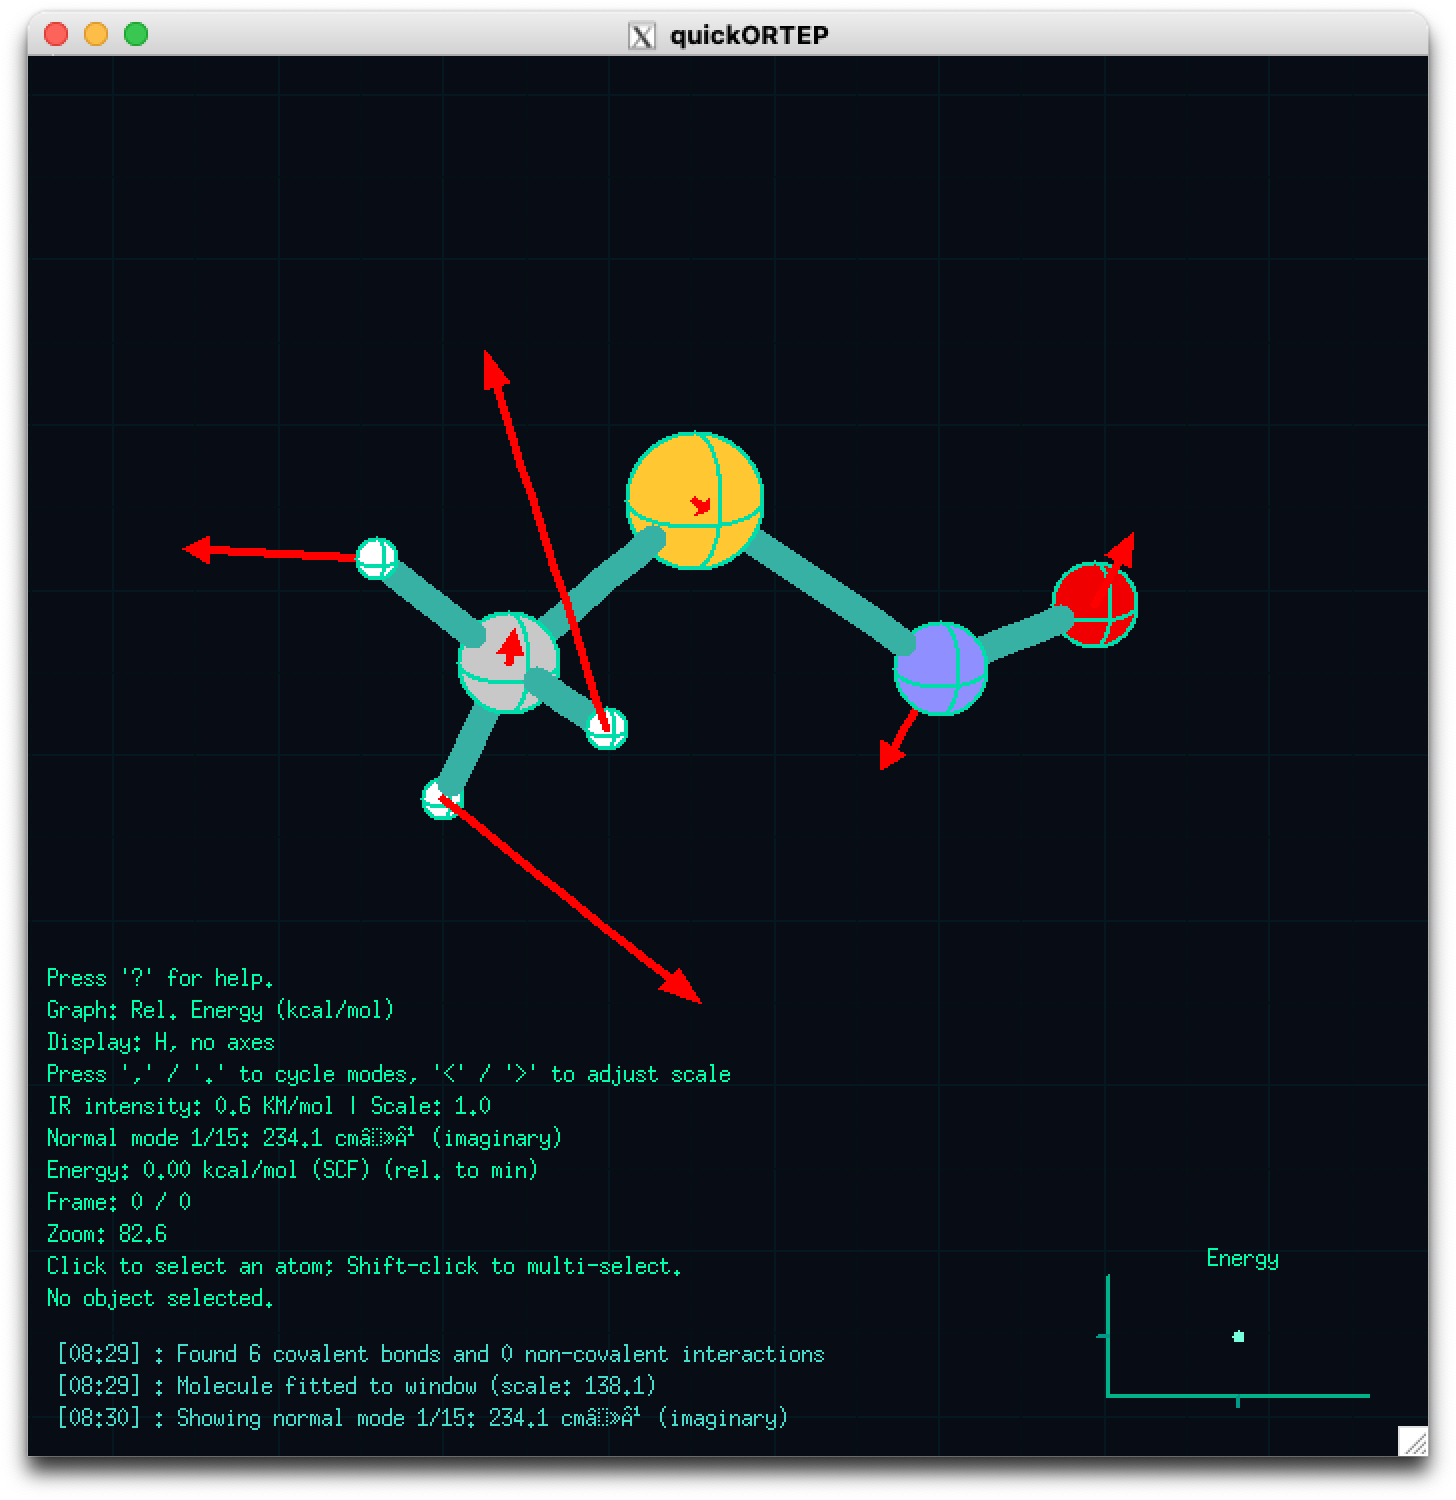 quickORTEP
Press '?' for help.
Graph: Rel. Energy (kcal/mol)
Display: H, no axes
Press ',' / '.' to cycle modes, '<' / '>' to adjust scale
IR intensity: 0.6 KM/mol | Scale: 1.0
Normal mode 1/15: 234.1 cmâ»Â¹ (imaginary)
Energy: 0.00 kcal/mol (SCF) (rel. to min)
Frame: 0 / 0
Zoom: 82.6
Click to select an atom; Shift-click to multi-select.
No object selected.
Energy
[08:29] : Found 6 covalent bonds and 0 non-covalent interactions
[08:29] : Molecule fitted to window (scale: 138.1)
[08:30] : Showing normal mode 1/15: 234.1 cmâ»Â¹ (imaginary)